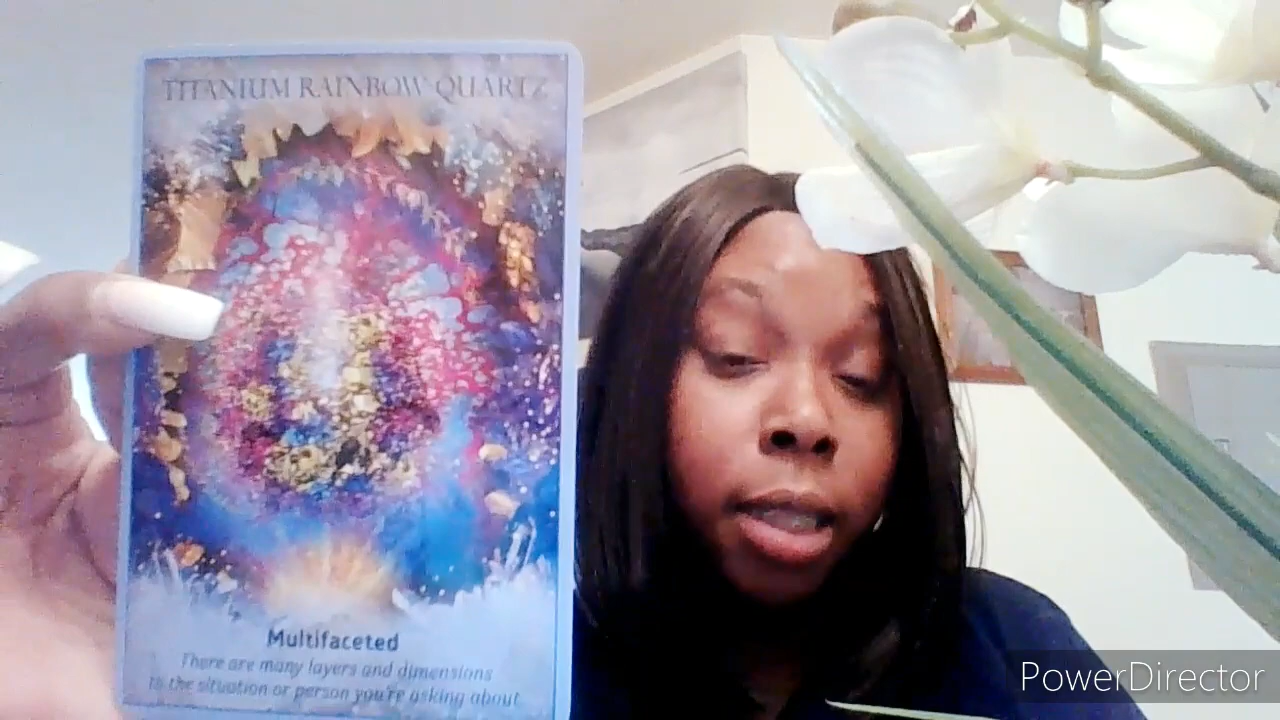 TITANIUM RAINBOW QUARTZ
Multifaceted
There are many layers and dimensions
to the situation or person you're asking about
PowerDirector